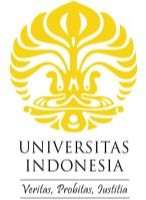 UNIVERSITAS
INDONESIA
Veritas, Probitas, Iustitia